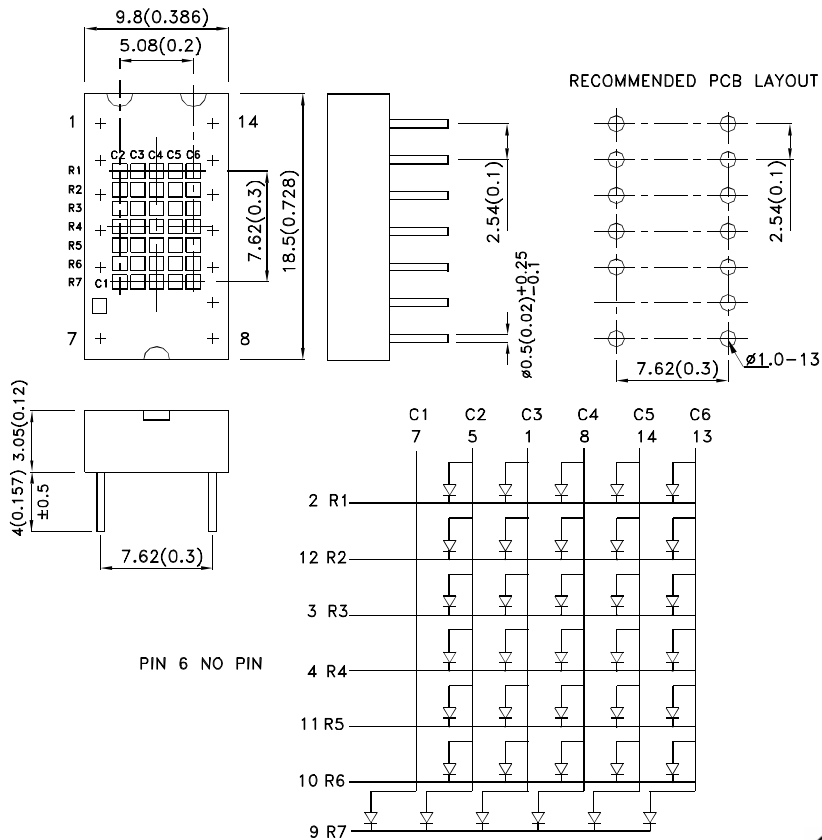 9.8(0.386)
5.08(0.2)
RECOMMENDED PCB LAYOUT
1
14
C2 C3 C4 C5 C6
R1
R2
R3
R4
R5
R6
R7
C1
7
8
7.62(0.3)
18.5(0.728)
2.54(0.1)
ø0.5(0.02)+0.25
-0.1
2.54(0.1)
ø1.0-13
7.62(0.3)
3.05(0.12)
4(0.157)
±0.5
7.62(0.3)
PIN 6 NO PIN
C1 C2 C3 C4 C5 C6
7 5 1 8 14 13
2 R1
12 R2
3 R3
4 R4
11 R5
10 R6
9 R7